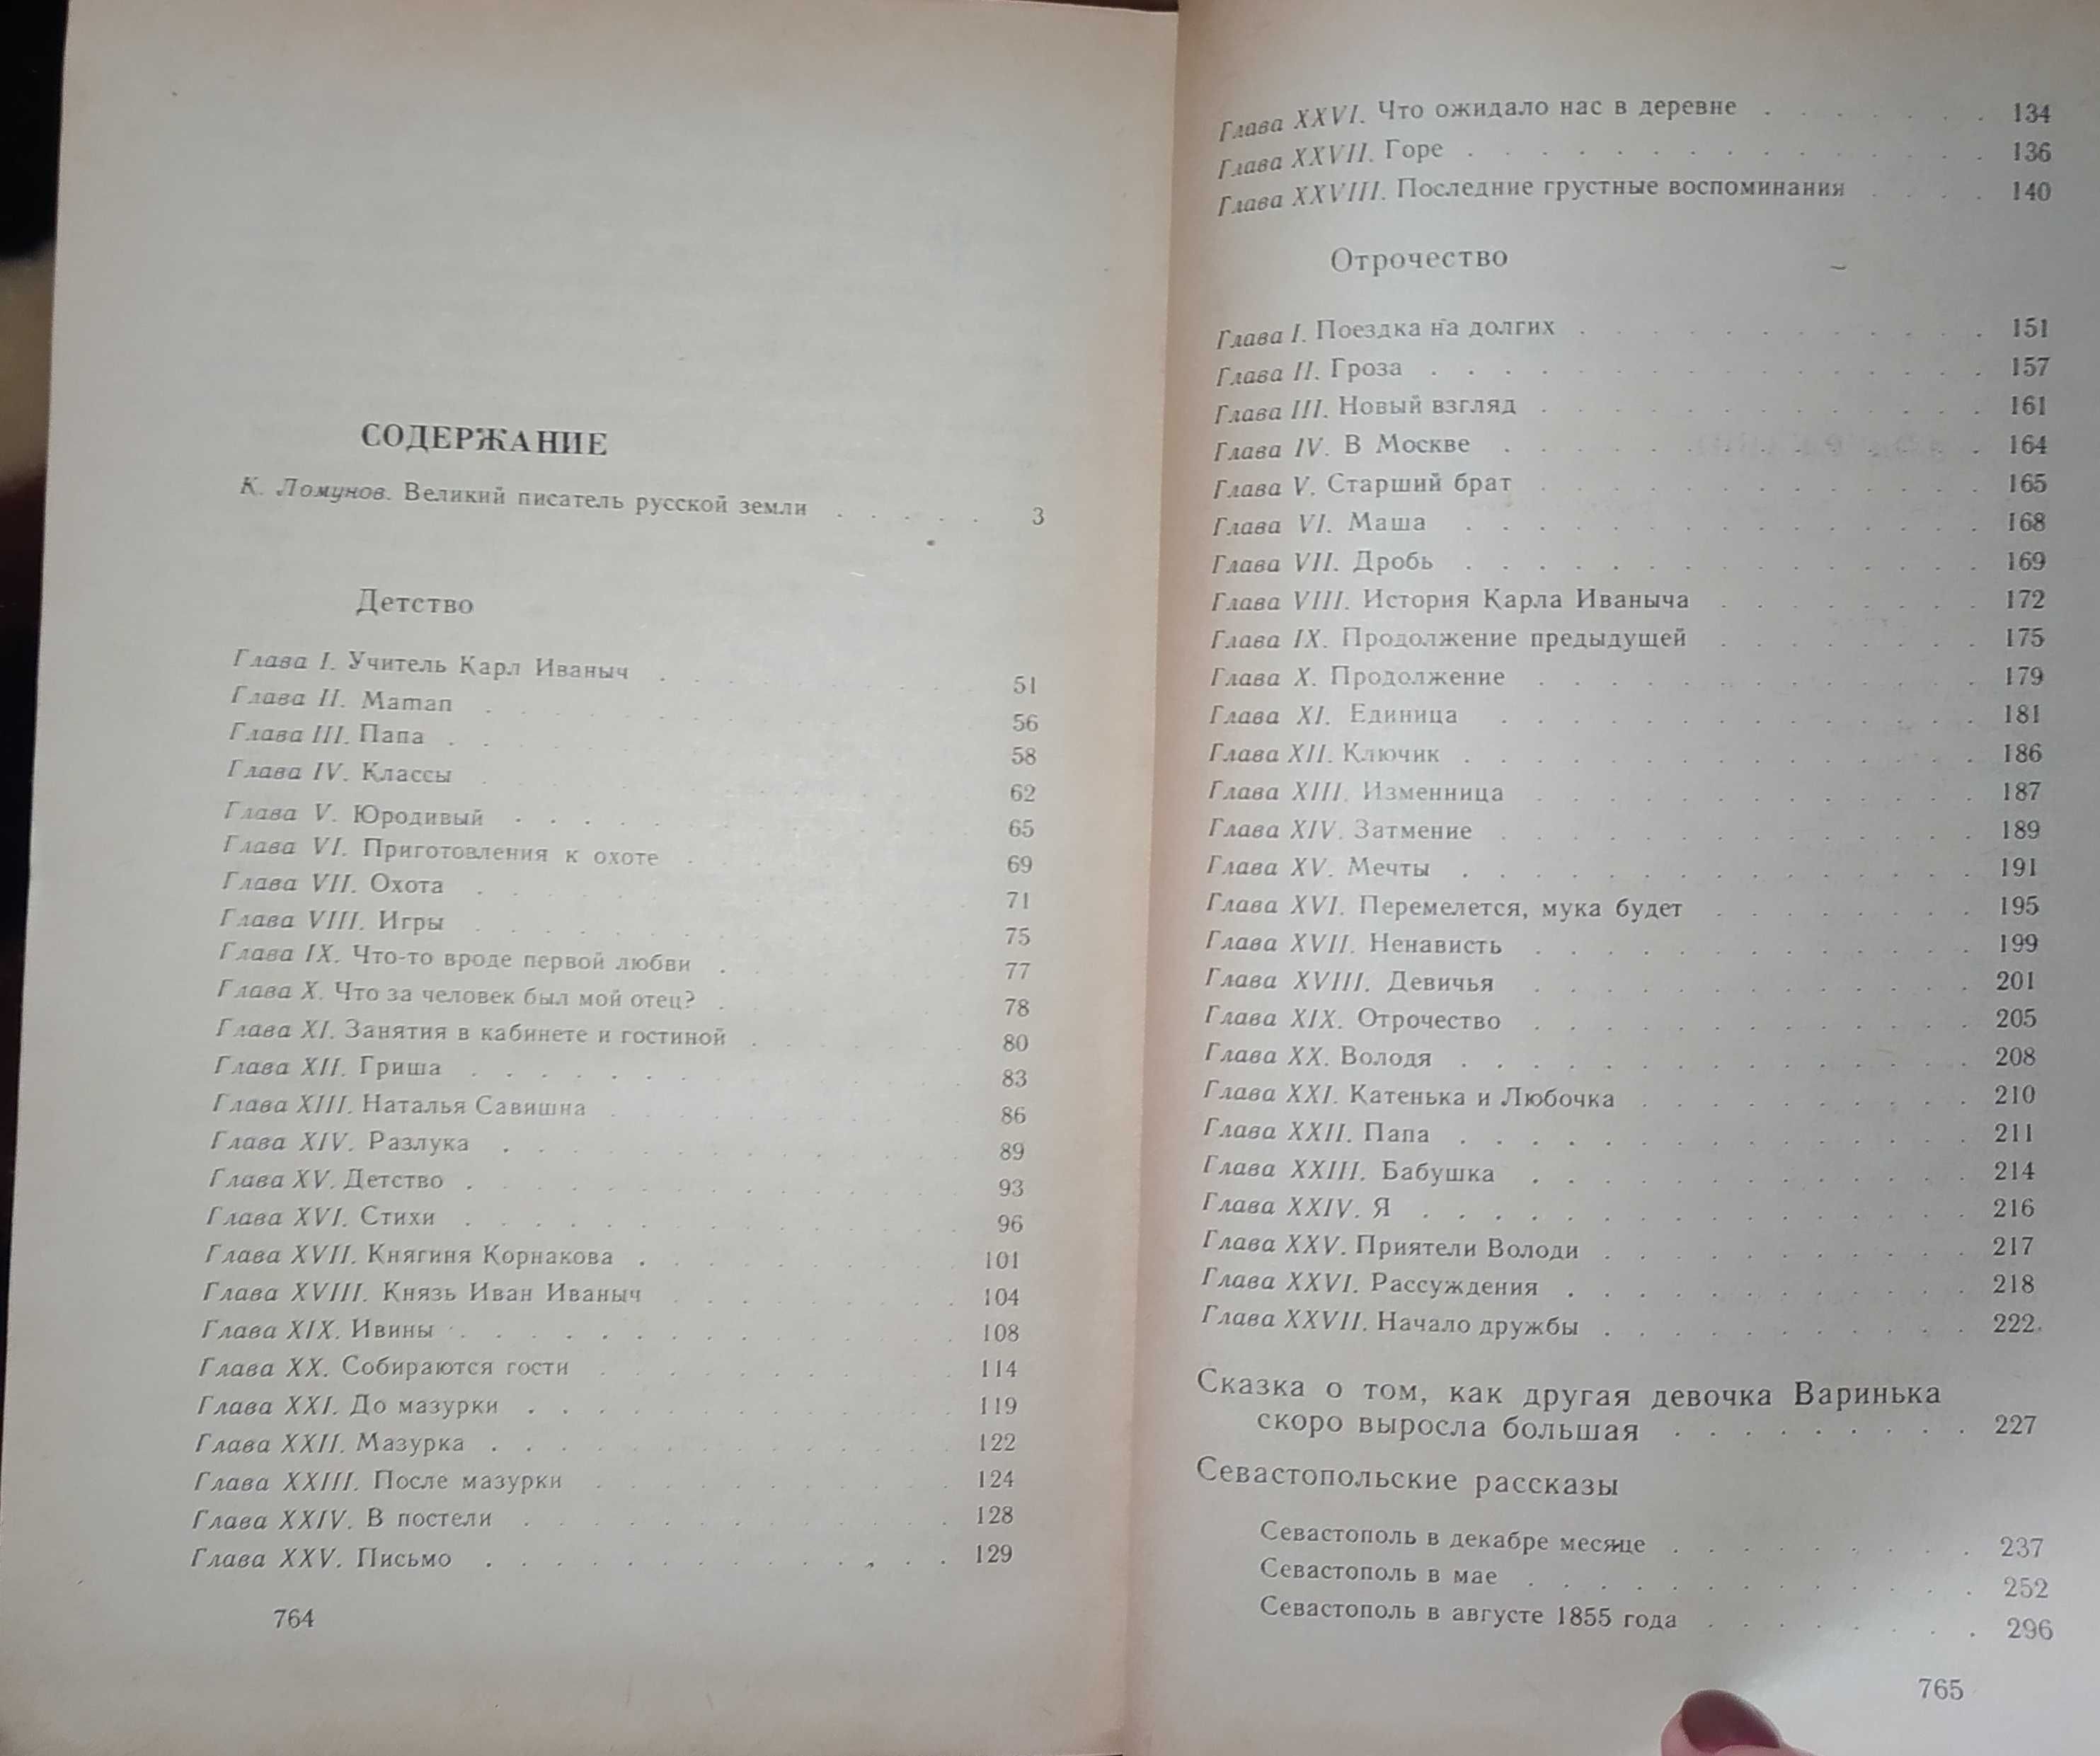 СОДЕРЖАНИЕ
К. Ломунов. Великий писатель русской земли . . . . . 3
Детство
Глава I. Учитель Карл Иваныч 51
Глава II. Maman 56
Глава III. Папа 58
Глава IV. Классы 62
Глава V. Юродивый 65
Глава VI. Приготовления к охоте 69
Глава VII. Охота 71
Глава VIII. Игры 75
Глава IX. Что-то вроде первой любви 77
Глава X. Что за человек был мой отец? 78
Глава XI. Занятия в кабинете и гостиной 80
Глава XII. Гриша 83
Глава XIII. Наталья Савишна 86
Глава XIV. Разлука 89
Глава XV. Детство 93
Глава XVI. Стихи 96
Глава XVII. Княгиня Корнакова 101
Глава XVIII. Князь Иван Иваныч 104
Глава XIX. Ивины 108
Глава XX. Собираются гости 114
Глава XXI. До мазурки 119
Глава XXII. Мазурка 122
Глава XXIII. После мазурки 124
Глава XXIV. В постели 128
Глава XXV. Письмо 129
764
Глава XXVI. Что ожидало нас в деревне 134
Глава XXVII. Горе 136
Глава XXVIII. Последние грустные воспоминания 140
Отрочество
Глава I. Поездка на долгих 151
Глава II. Гроза 157
Глава III. Новый взгляд 161
Глава IV. В Москве 164
Глава V. Старший брат 165
Глава VI. Маша 168
Глава VII. Дробь 169
Глава VIII. История Карла Иваныча 172
Глава IX. Продолжение предыдущей 175
Глава X. Продолжение 179
Глава XI. Единица 181
Глава XII. Ключик 186
Глава XIII. Изменница 187
Глава XIV. Затмение 189
Глава XV. Мечты 191
Глава XVI. Перемелется, мука будет 195
Глава XVII. Ненависть 199
Глава XVIII. Девичья 201
Глава XIX. Отрочество 205
Глава XX. Володя 208
Глава XXI. Катенька и Любочка 210
Глава XXII. Папа 211
Глава XXIII. Бабушка 214
Глава XXIV. Я 216
Глава XXV. Приятели Володи 217
Глава XXVI. Рассуждения 218
Глава XXVII. Начало дружбы 222
Сказка о том, как другая девочка Варинька
скоро выросла большая 227
Севастопольские рассказы
Севастополь в декабре месяце 237
Севастополь в мае 252
Севастополь в августе 1855 года 296
765